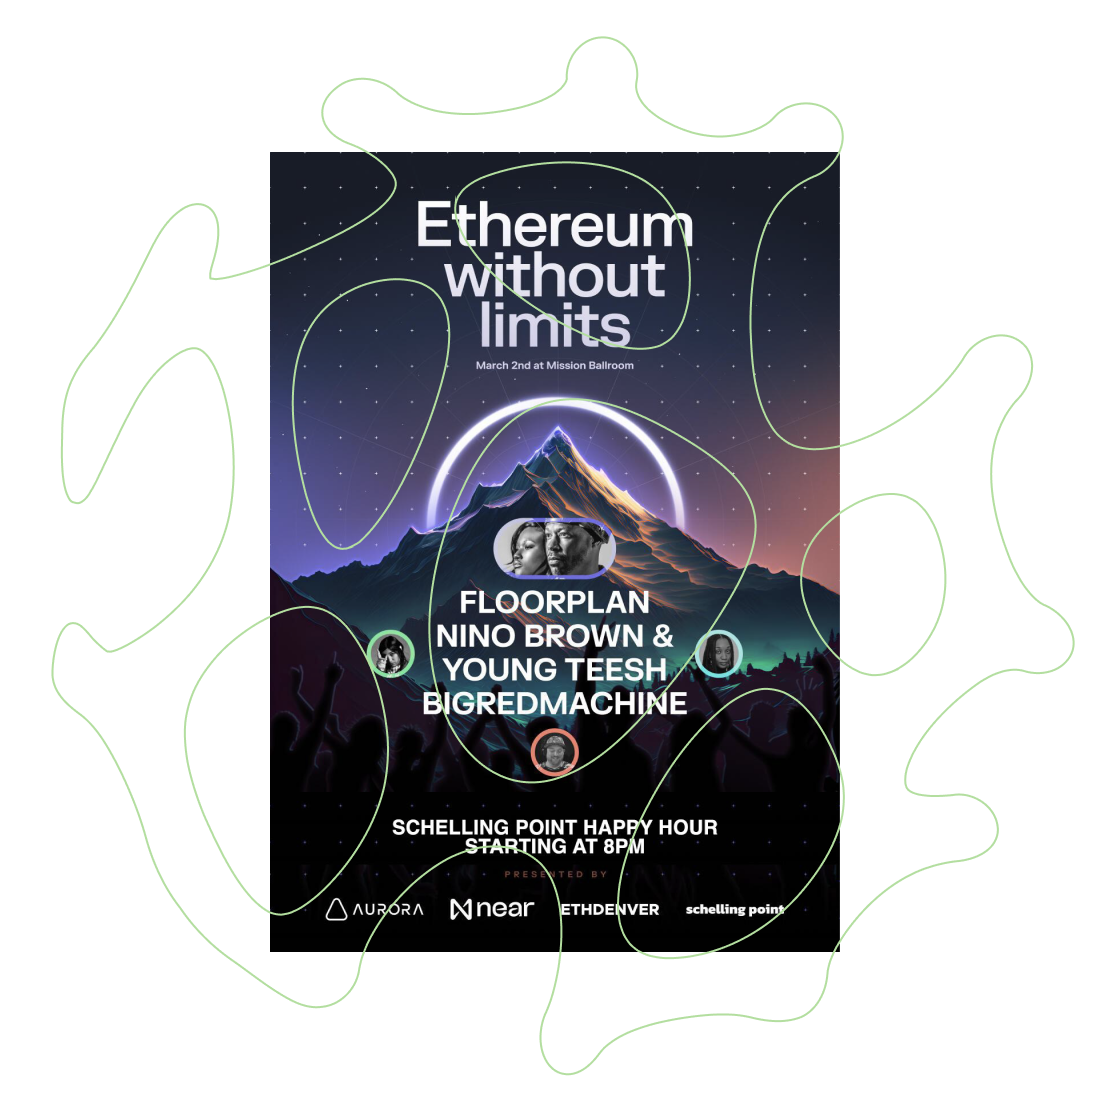 Ethereum
without
limits
March 2nd at Mission Ballroom
FLOORPLAN
NINO BROWN &
YOUNG TEESH
BIGREDMACHINE
SCHELLING POINT HAPPY HOUR
STARTING AT 8PM
PRESENTED BY
AURORA near ETHDENVER schelling point